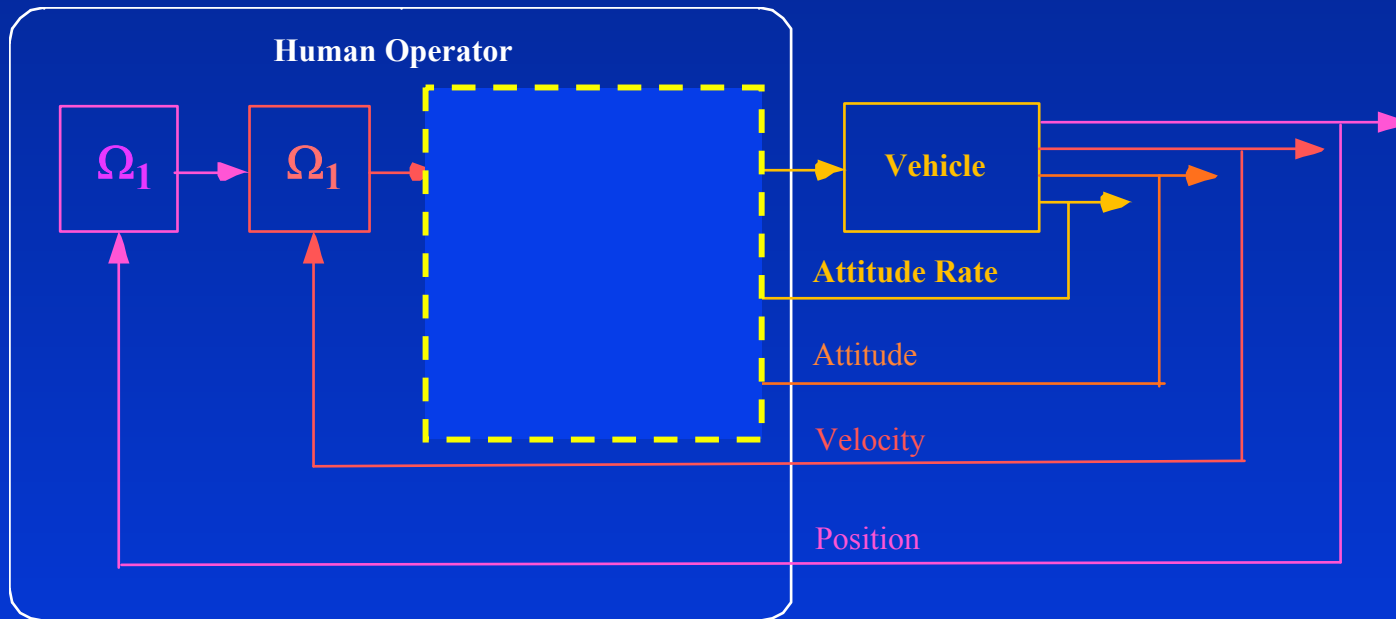 Human Operator
Ω₁
Ω₁
Vehicle
Attitude Rate
Attitude
Velocity
Position